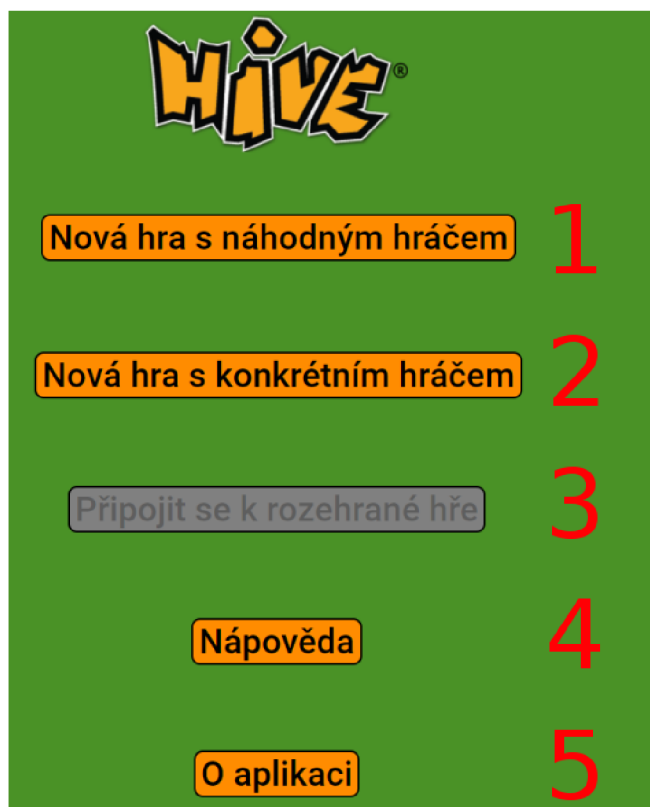 HIVE®
Nová hra s náhodným hráčem 1
Nová hra s konkrétním hráčem 2
Připojit se k rozehrané hře 3
Nápověda 4
O aplikaci 5